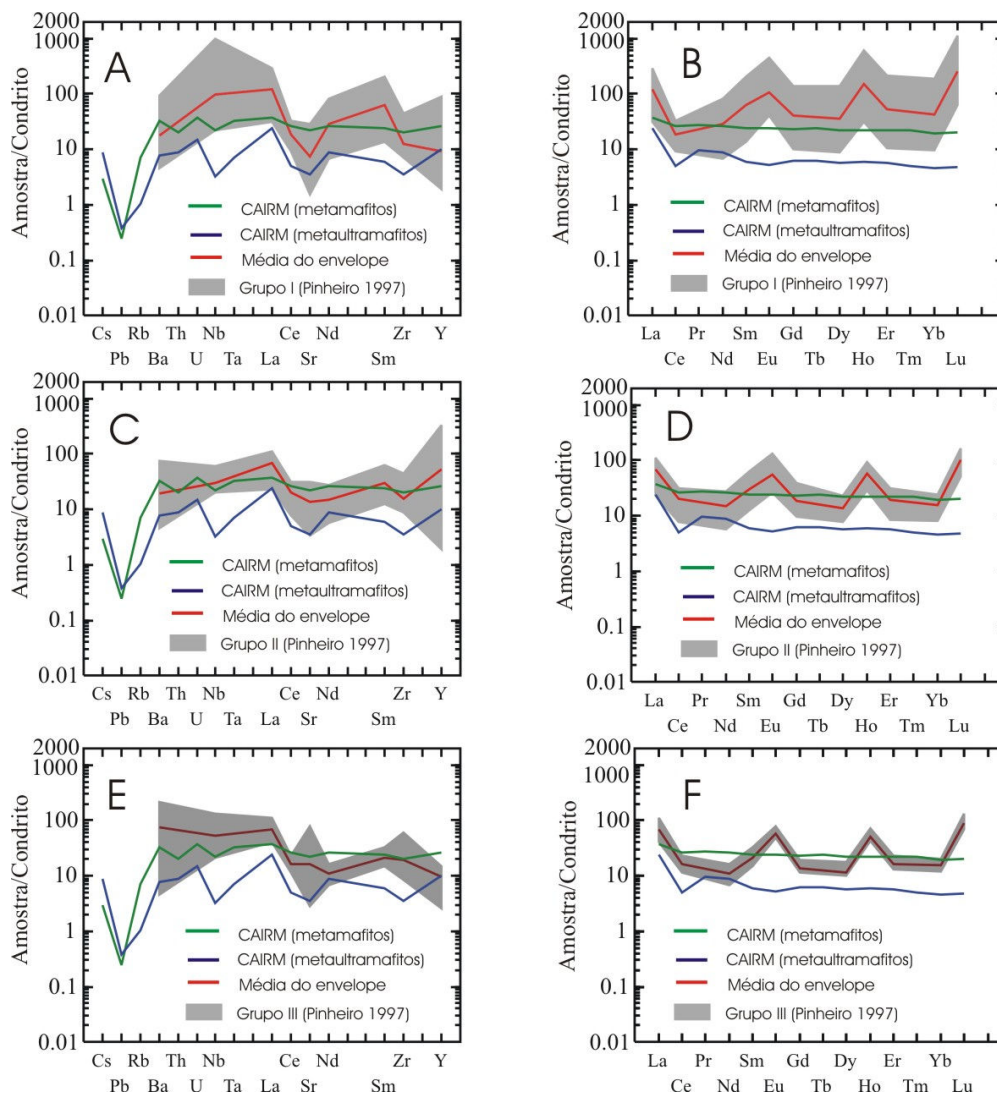 A
Amostra/Condrito
2000
1000
100
10
1
0.1
0.01
CAIRM (metamafitos)
CAIRM (metaultramafitos)
Média do envelope
Grupo I (Pinheiro 1997)
Cs Rb Th Nb La Sr Sm Y
Pb Ba U Ta Ce Nd Zr
B
Amostra/Condrito
2000
1000
100
10
1
0.1
0.01
CAIRM (metamafitos)
CAIRM (metaultramafitos)
Média do envelope
Grupo I (Pinheiro 1997)
La Pr Sm Gd Dy Er Yb
Ce Nd Eu Tb Ho Tm Lu
C
Amostra/Condrito
2000
1000
100
10
1
0.1
0.01
CAIRM (metamafitos)
CAIRM (metaultramafitos)
Média do envelope
Grupo II (Pinheiro 1997)
Cs Rb Th Nb La Sr Sm Y
Pb Ba U Ta Ce Nd Zr
D
Amostra/Condrito
2000
1000
100
10
1
0.1
0.01
CAIRM (metamafitos)
CAIRM (metaultramafitos)
Média do envelope
Grupo II (Pinheiro 1997)
La Pr Sm Gd Dy Er Yb
Ce Nd Eu Tb Ho Tm Lu
E
Amostra/Condrito
2000
1000
100
10
1
0.1
0.01
CAIRM (metamafitos)
CAIRM (metaultramafitos)
Média do envelope
Grupo III (Pinheiro 1997)
Cs Rb Th Nb La Sr Sm Y
Pb Ba U Ta Ce Nd Zr
F
Amostra/Condrito
2000
1000
100
10
1
0.1
0.01
CAIRM (metamafitos)
CAIRM (metaultramafitos)
Média do envelope
Grupo III (Pinheiro 1997)
La Pr Sm Gd Dy Er Yb
Ce Nd Eu Tb Ho Tm Lu